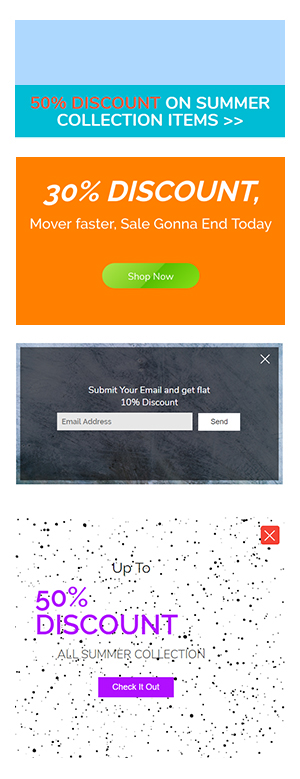 50% DISCOUNT ON SUMMER
COLLECTION ITEMS >>
30% DISCOUNT,
Mover faster, Sale Gonna End Today
Shop Now
Submit Your Email and get flat
10% Discount
Email Address
Send
Up To
50%
DISCOUNT
ALL SUMMER COLLECTION
Check It Out